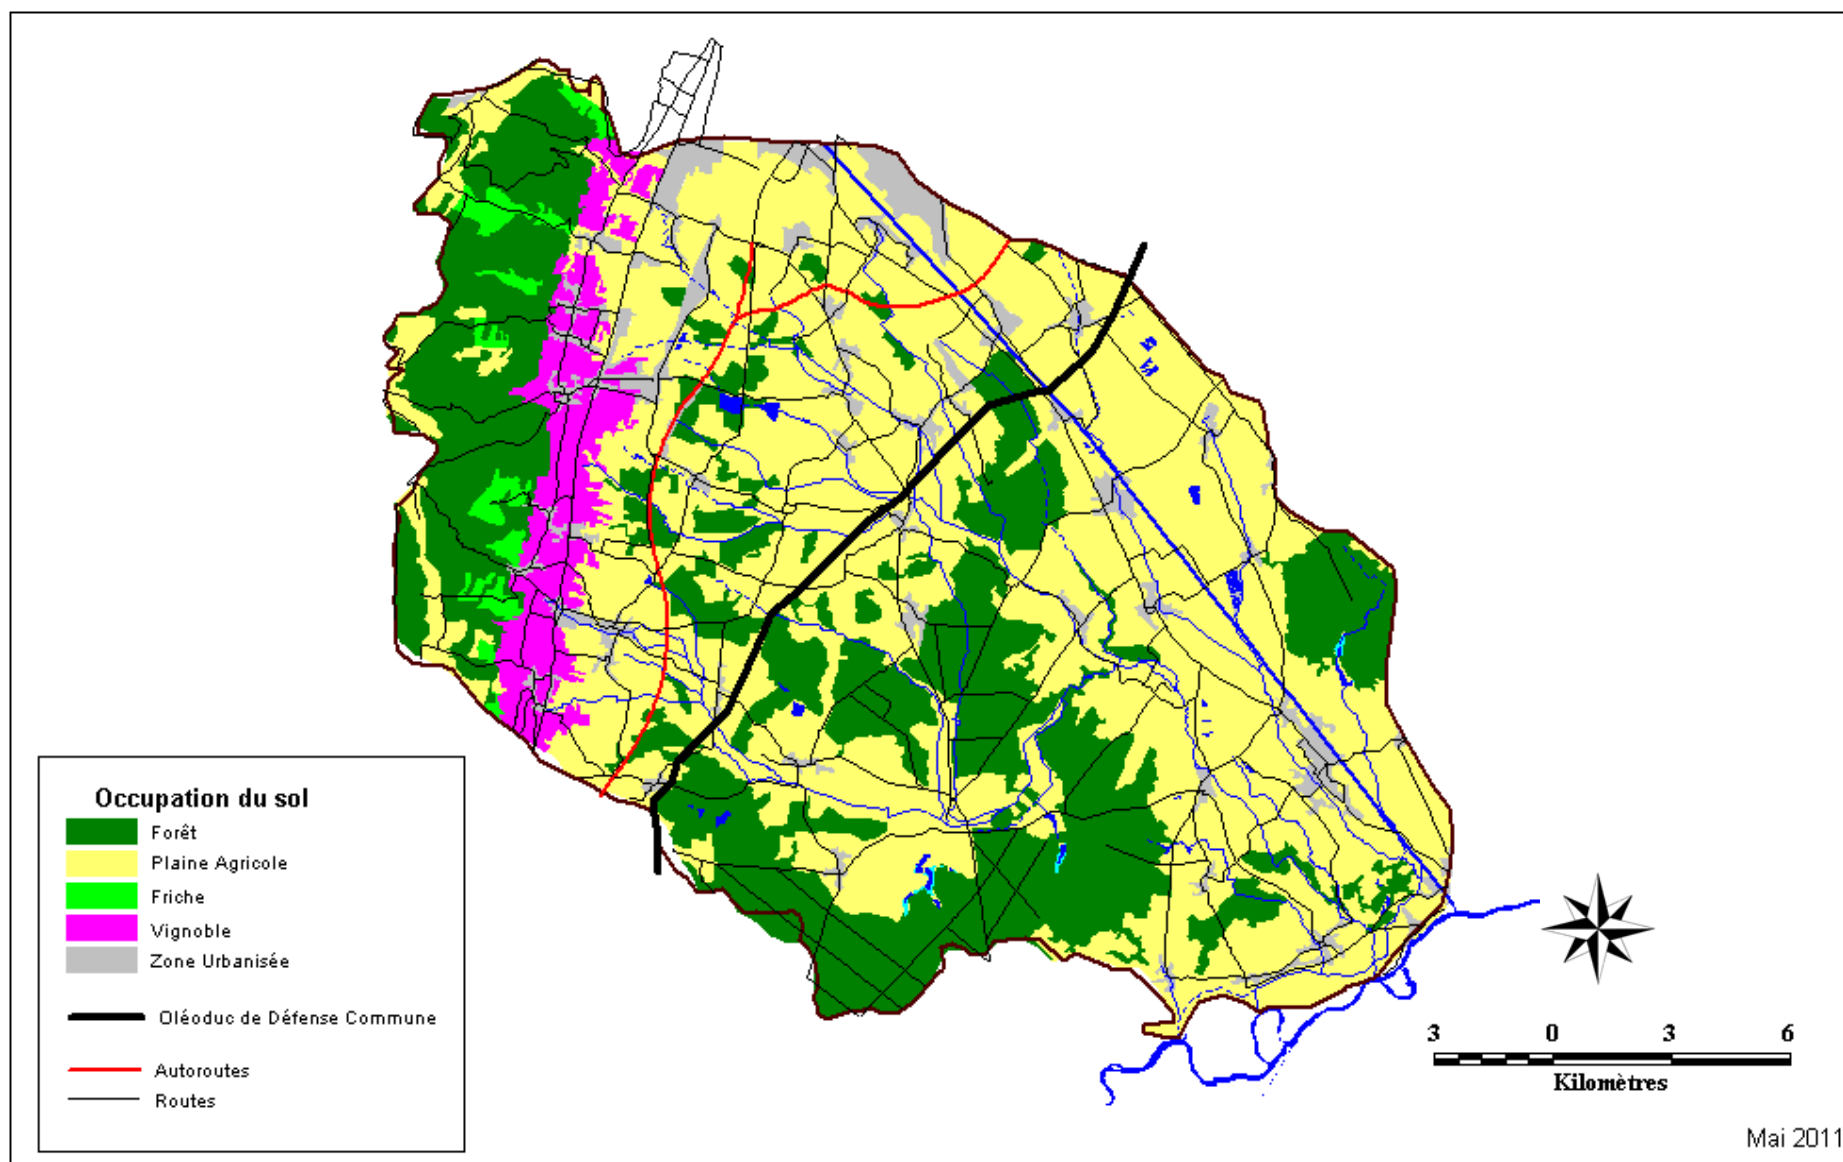 Occupation du sol
Forêt
Plaine Agricole
Friche
Vignoble
Zone Urbanisée
Oléoduc de Défense Commune
Autoroutes
Routes
3 0 3 6
Kilomètres
Mai 2011